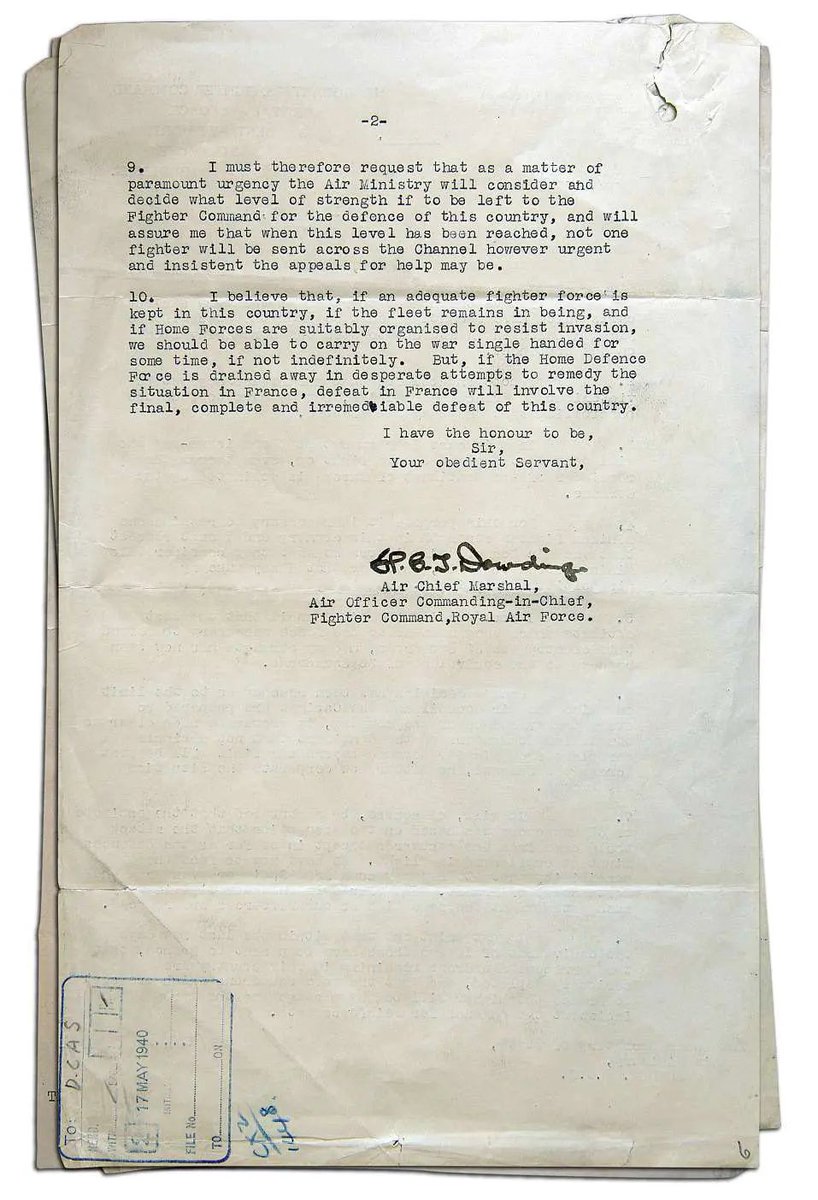 -2-
9. I must therefore request that as a matter of
paramount urgency the Air Ministry will consider and
decide what level of strength if to be left to the
Fighter Command for the defence of this country, and will
assure me that when this level has been reached, not one
fighter will be sent across the Channel however urgent
and insistent the appeals for help may be.
10. I believe that, if an adequate fighter force is
kept in this country, if the fleet remains in being, and
if Home Forces are suitably organised to resist invasion,
we should be able to carry on the war single handed for
some time, if not indefinitely. But, if the Home Defence
Force is drained away in desperate attempts to remedy the
situation in France, defeat in France will involve the
final, complete and irremediable defeat of this country.
I have the honour to be,
Sir,
Your obedient Servant,
Dowding
Air Chief Marshal,
Air Officer Commanding-in-Chief,
Fighter Command,Royal Air Force.
TO: D.C.A.S
17 MAY 1940
FILE No.
TO ON
6